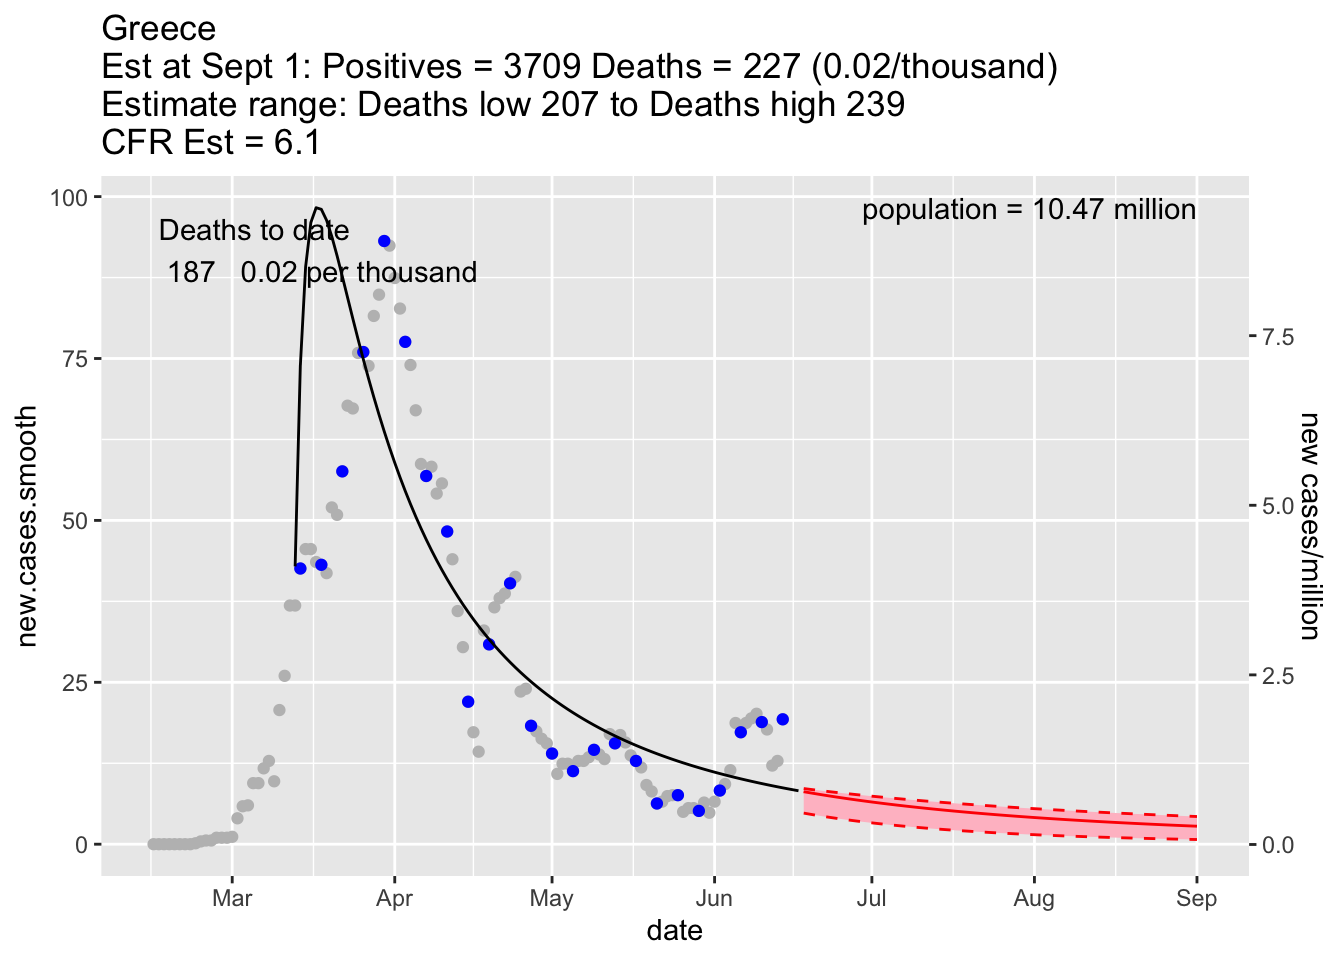 Greece
Est at Sept 1: Positives = 3709 Deaths = 227 (0.02/thousand)
Estimate range: Deaths low 207 to Deaths high 239
CFR Est = 6.1
Deaths to date
187 0.02 per thousand
population = 10.47 million
100
75
50
25
0
new.cases.smooth
7.5
5.0
2.5
0.0
new cases/million
Mar Apr May Jun Jul Aug Sep
date